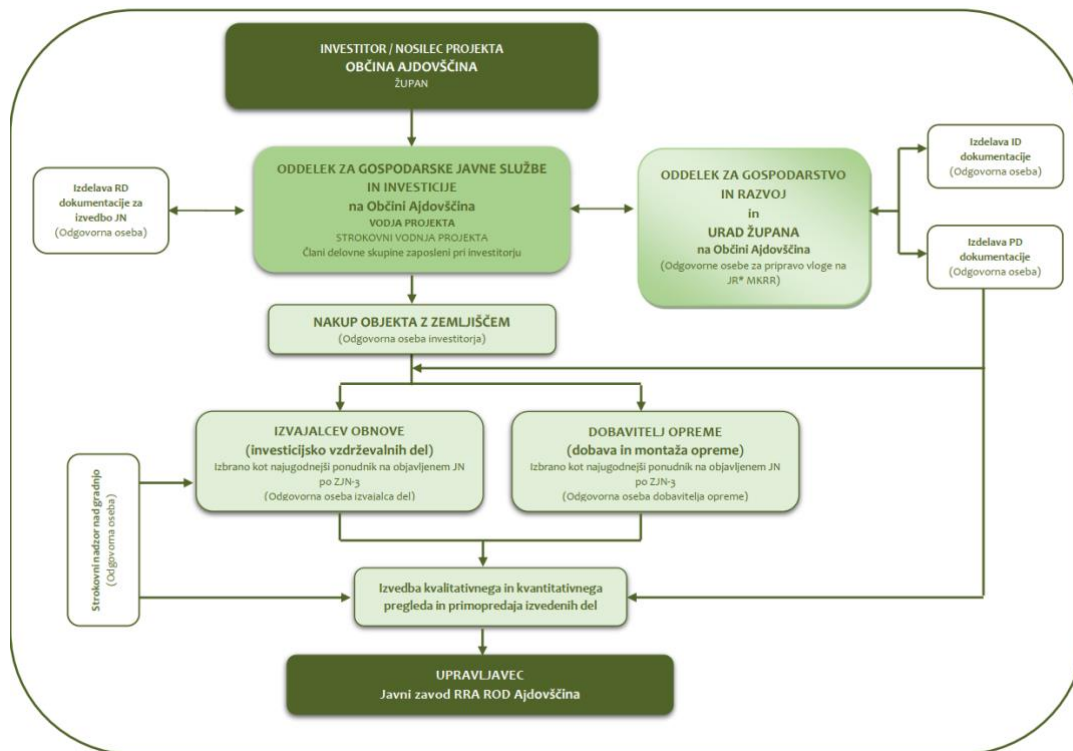 INVESTITOR / NOSILEC PROJEKTA
OBČINA AJDOVŠČINA
ŽUPAN
ODDELEK ZA GOSPODARSKE JAVNE SLUŽBE
IN INVESTICIJE
na Občini Ajdovščina
VODJA PROJEKTA
STROKOVNI VODNJA PROJEKTA
Člani delovne skupine zaposleni pri investitorju
Izdelava RD
dokumentacije za
izvedbo JN
(Odgovorna oseba)
ODDELEK ZA GOSPODARSTVO
IN RAZVOJ
in
URAD ŽUPANA
na Občini Ajdovščina
(Odgovorne osebe za pripravo vloge na
JR* MKRR)
Izdelava ID
dokumentacije
(Odgovorna oseba)
Izdelava PD
dokumentacije
(Odgovorna oseba)
NAKUP OBJEKTA Z ZEMLJIŠČEM
(Odgovorna oseba investitorja)
IZVAJALCEV OBNOVE
(investicijsko vzdrževalnih del)
Izbrano kot najugodnejši ponudnik na objavljenem JN
po ZJN-3
(Odgovorna oseba izvajalca del)
DOBAVITELJ OPREME
(dobava in montaža opreme)
Izbrano kot najugodnejši ponudnik na objavljenem JN
po ZJN-3
(Odgovorna oseba dobavitelja opreme)
Strokovni nadzor nad gradnjo
(Odgovorna oseba)
Izvedba kvalitativnega in kvantitativnega
pregleda in primopredaja izvedenih del
UPRAVLJAVEC
Javni zavod RRA ROD Ajdovščina